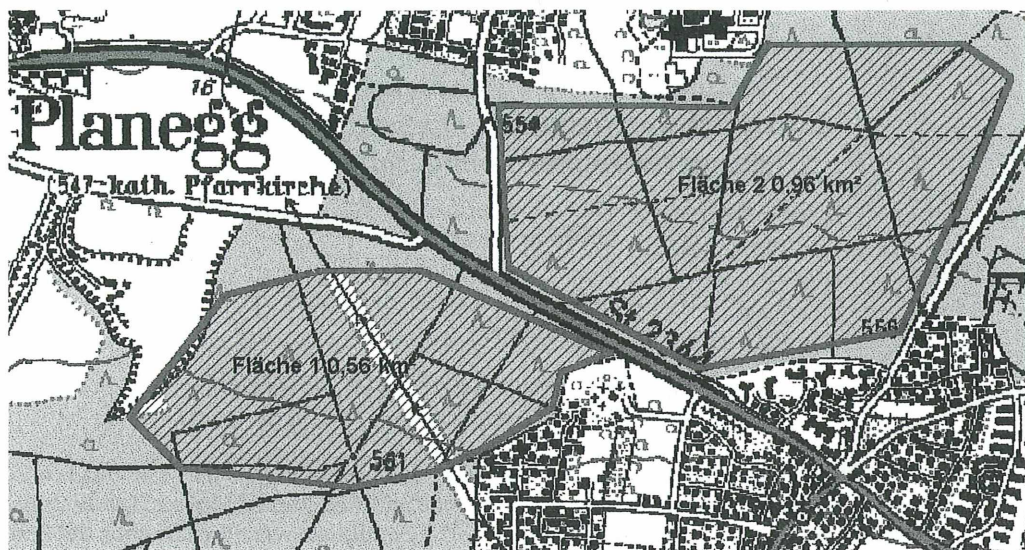 16
Planegg
(547-kath. Pfarrkirche)
554
Fläche 2 0,96 km²
St 2344
556
Fläche 1 0,56 km²
561